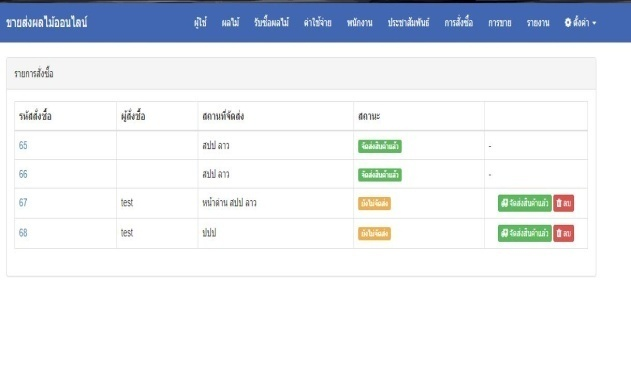 ขายส่งผลไม้ออนไลน์ ผู้ใช้ ผลไม้ รับซื้อผลไม้ ค่าใช้จ่าย พนักงาน ประชาสัมพันธ์ การสั่งซื้อ การขาย รายงาน ตั้งค่า
รายการสั่งซื้อ
รหัสสั่งซื้อ ผู้สั่งซื้อ สถานที่จัดส่ง สถานะ
65 สปป ลาว จัดส่งสินค้าแล้ว -
66 สปป ลาว จัดส่งสินค้าแล้ว -
67 test หน้าด่าน สปป ลาว ยังไม่จัดส่ง จัดส่งสินค้าแล้ว ลบ
68 test ปปป ยังไม่จัดส่ง จัดส่งสินค้าแล้ว ลบ